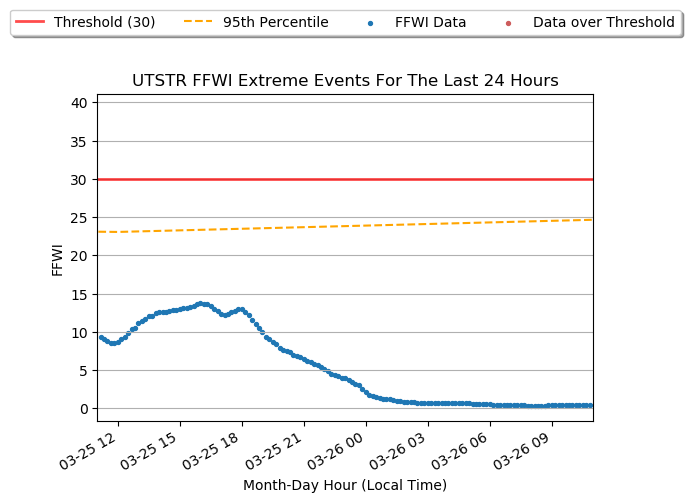 Threshold (30) 95th Percentile FFWI Data Data over Threshold
UTSTR FFWI Extreme Events For The Last 24 Hours
40
35
30
25
20
15
10
5
0
FFWI
03-25 12 03-25 15 03-25 18 03-25 21 03-26 00 03-26 03 03-26 06 03-26 09
Month-Day Hour (Local Time)